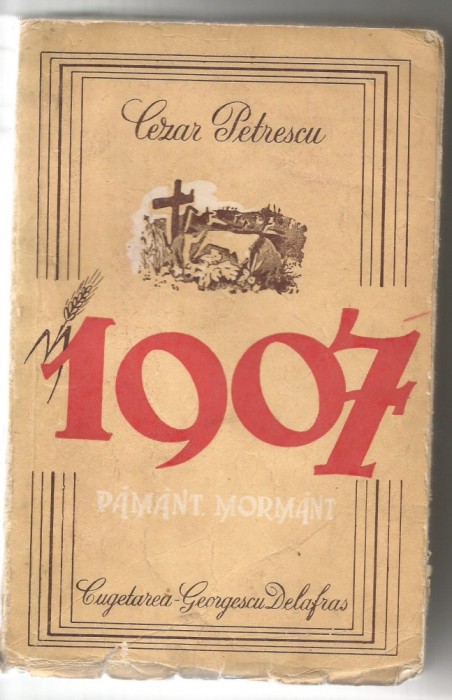 Cezar Petrescu
1907
PĂMÂNT. MORMÂNT
Cugetarea-Georgescu Delafras